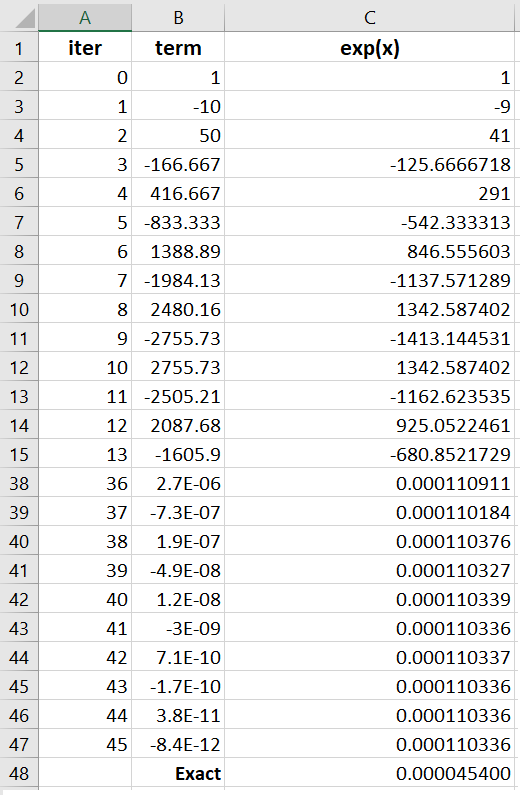 A B C
1 iter term exp(x)
2 0 1 1
3 1 -10 -9
4 2 50 41
5 3 -166.667 -125.6666718
6 4 416.667 291
7 5 -833.333 -542.333313
8 6 1388.89 846.555603
9 7 -1984.13 -1137.571289
10 8 2480.16 1342.587402
11 9 -2755.73 -1413.144531
12 10 2755.73 1342.587402
13 11 -2505.21 -1162.623535
14 12 2087.68 925.0522461
15 13 -1605.9 -680.8521729
38 36 2.7E-06 0.000110911
39 37 -7.3E-07 0.000110184
40 38 1.9E-07 0.000110376
41 39 -4.9E-08 0.000110327
42 40 1.2E-08 0.000110339
43 41 -3E-09 0.000110336
44 42 7.1E-10 0.000110337
45 43 -1.7E-10 0.000110336
46 44 3.8E-11 0.000110336
47 45 -8.4E-12 0.000110336
48 Exact 0.000045400